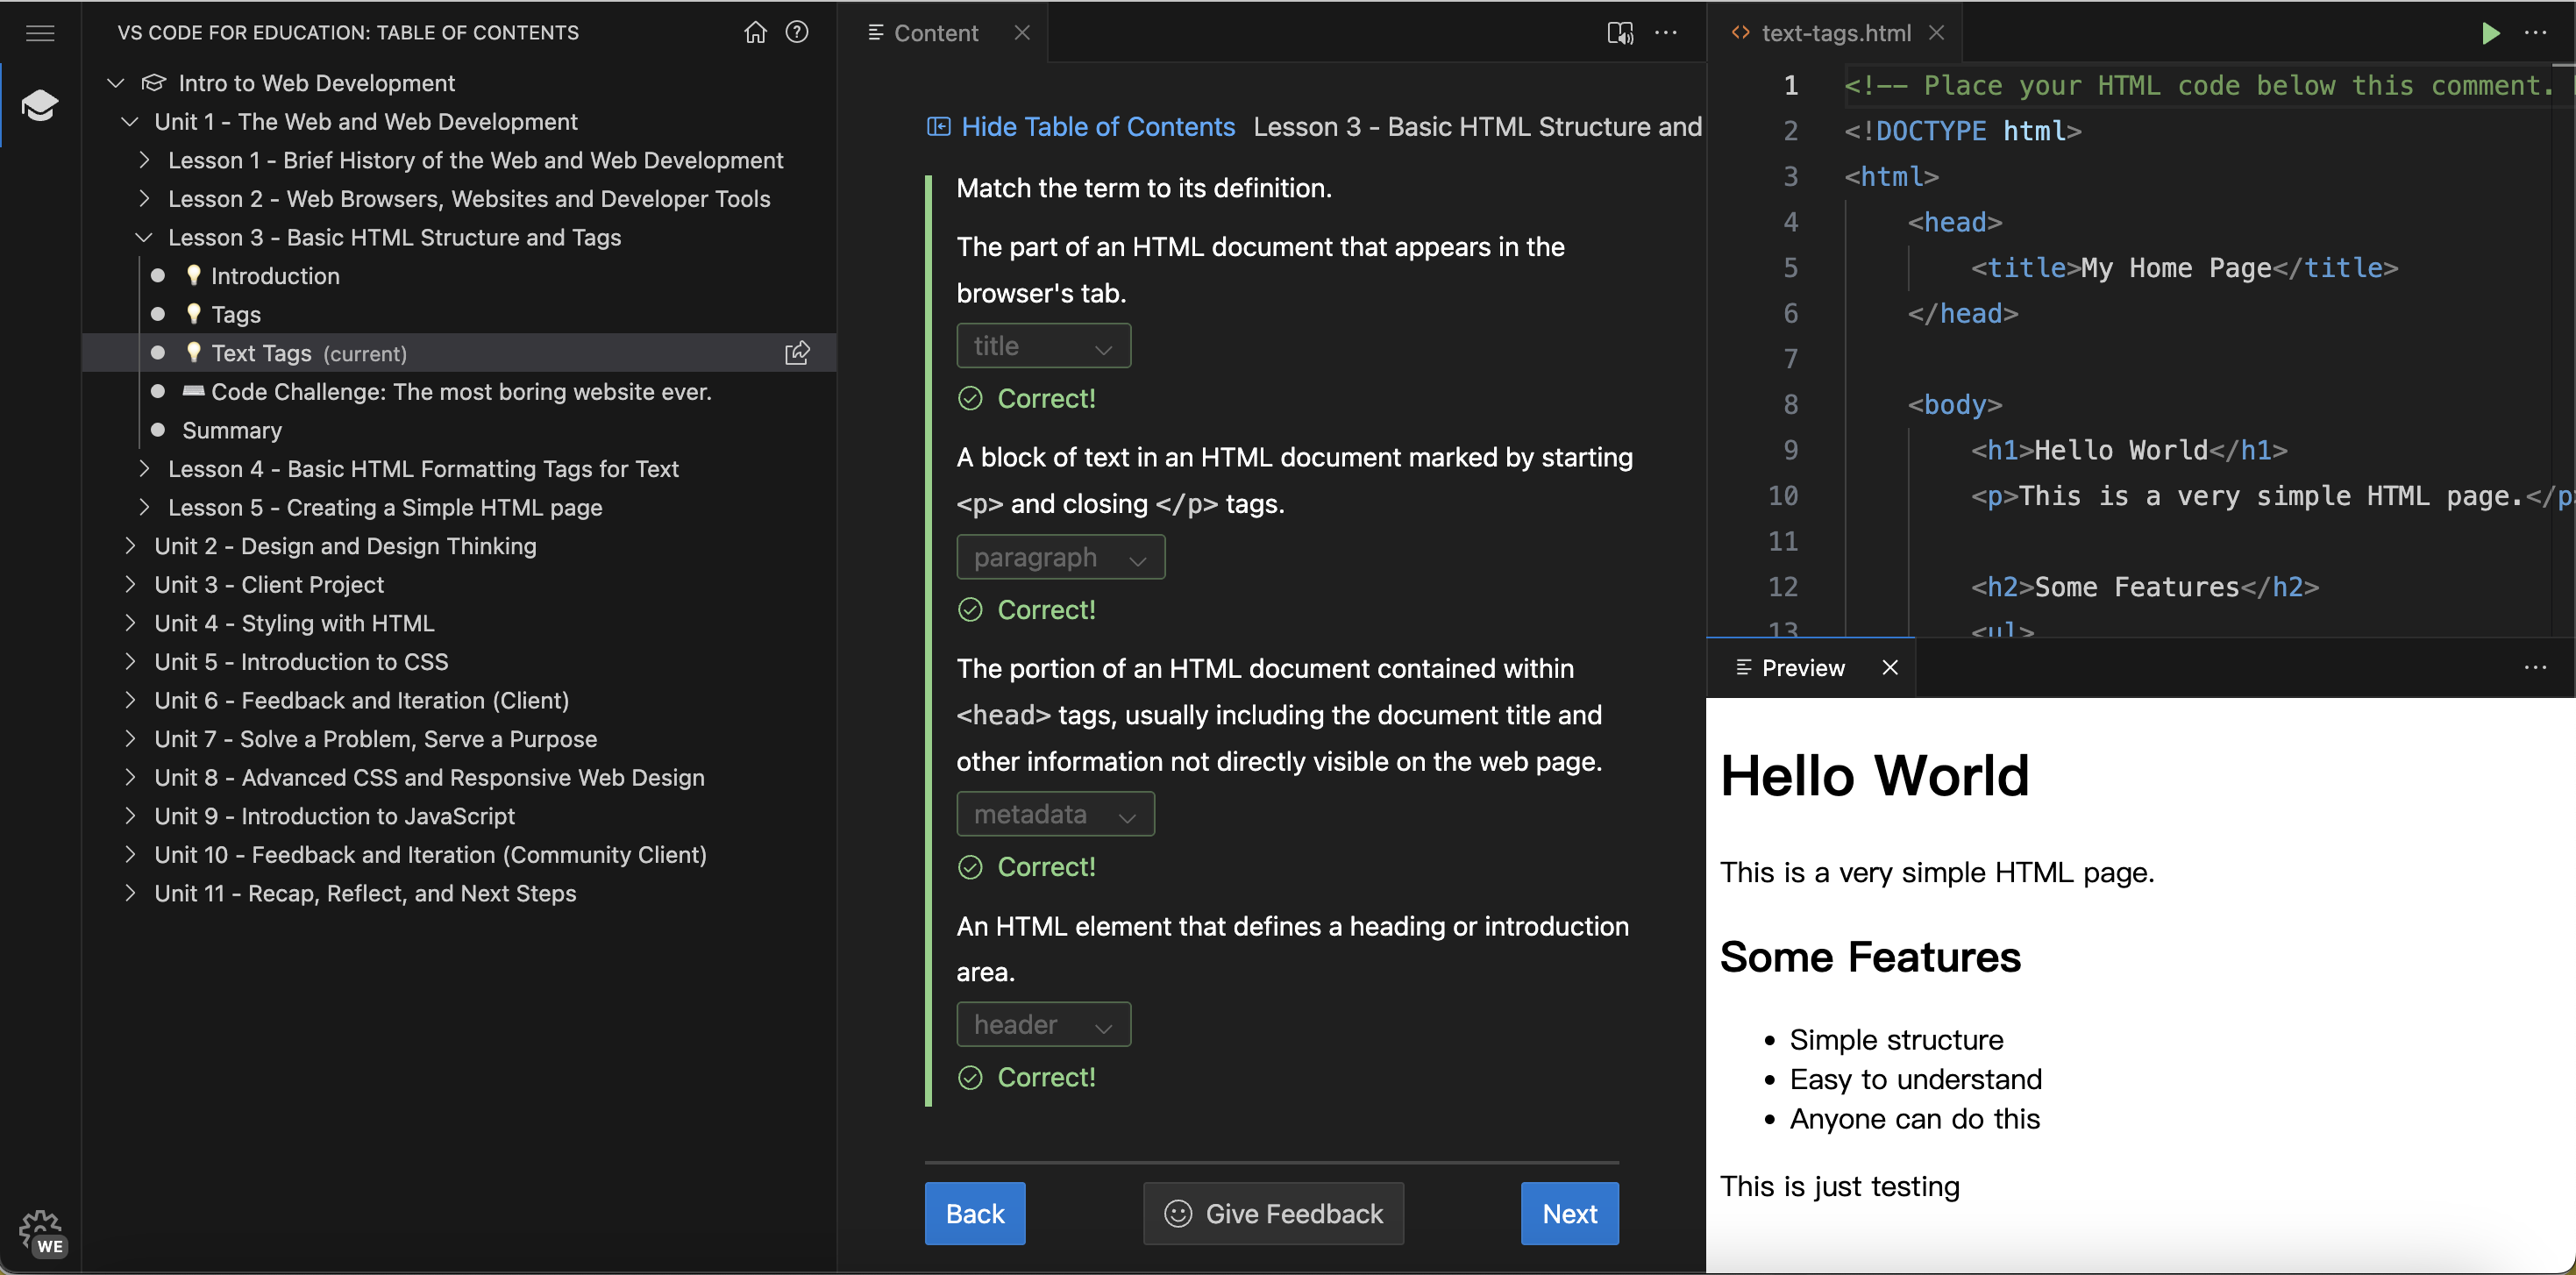 VS CODE FOR EDUCATION: TABLE OF CONTENTS
Intro to Web Development
Unit 1 - The Web and Web Development
Lesson 1 - Brief History of the Web and Web Development
Lesson 2 - Web Browsers, Websites and Developer Tools
Lesson 3 - Basic HTML Structure and Tags
Introduction
Tags
Text Tags (current)
Code Challenge: The most boring website ever.
Summary
Lesson 4 - Basic HTML Formatting Tags for Text
Lesson 5 - Creating a Simple HTML page
Unit 2 - Design and Design Thinking
Unit 3 - Client Project
Unit 4 - Styling with HTML
Unit 5 - Introduction to CSS
Unit 6 - Feedback and Iteration (Client)
Unit 7 - Solve a Problem, Serve a Purpose
Unit 8 - Advanced CSS and Responsive Web Design
Unit 9 - Introduction to JavaScript
Unit 10 - Feedback and Iteration (Community Client)
Unit 11 - Recap, Reflect, and Next Steps
WE
Content
Hide Table of Contents Lesson 3 - Basic HTML Structure and
Match the term to its definition.
The part of an HTML document that appears in the
browser's tab.
title
Correct!
A block of text in an HTML document marked by starting
<p> and closing </p> tags.
paragraph
Correct!
The portion of an HTML document contained within
<head> tags, usually including the document title and
other information not directly visible on the web page.
metadata
Correct!
An HTML element that defines a heading or introduction
area.
header
Correct!
Back
Give Feedback
Next
text-tags.html
1 <!-- Place your HTML code below this comment.
2 <!DOCTYPE html>
3 <html>
4 <head>
5 <title>My Home Page</title>
6 </head>
7
8 <body>
9 <h1>Hello World</h1>
10 <p>This is a very simple HTML page.</p
11
12 <h2>Some Features</h2>
13 <ul>
Preview
Hello World
This is a very simple HTML page.
Some Features
• Simple structure
• Easy to understand
• Anyone can do this
This is just testing